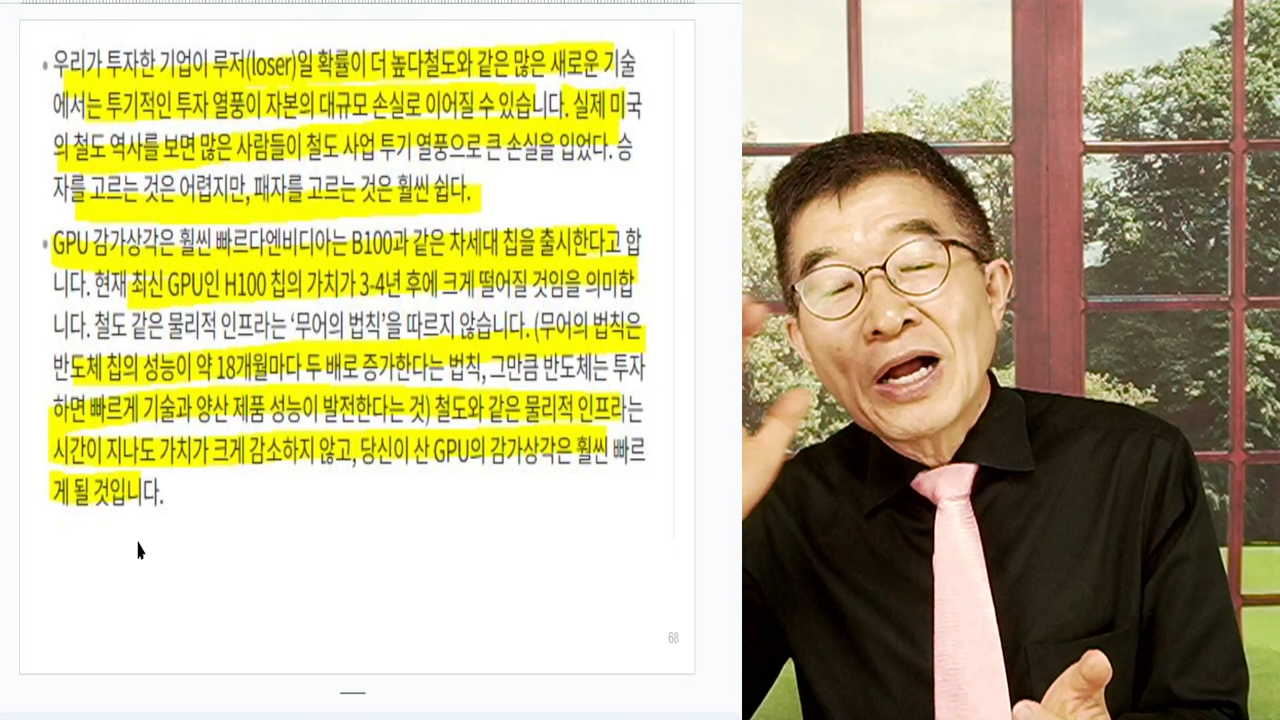 • 우리가 투자한 기업이 루저(loser)일 확률이 더 높다철도와 같은 많은 새로운 기술
에서는 투기적인 투자 열풍이 자본의 대규모 손실로 이어질 수 있습니다. 실제 미국
의 철도 역사를 보면 많은 사람들이 철도 사업 투기 열풍으로 큰 손실을 입었다. 승
자를 고르는 것은 어렵지만, 패자를 고르는 것은 훨씬 쉽다.
• GPU 감가상각은 훨씬 빠르다엔비디아는 B100과 같은 차세대 칩을 출시한다고 합
니다. 현재 최신 GPU인 H100 칩의 가치가 3-4년 후에 크게 떨어질 것임을 의미합
니다. 철도 같은 물리적 인프라는 ‘무어의 법칙’을 따르지 않습니다. (무어의 법칙은
반도체 칩의 성능이 약 18개월마다 두 배로 증가한다는 법칙, 그만큼 반도체는 투자
하면 빠르게 기술과 양산 제품 성능이 발전한다는 것) 철도와 같은 물리적 인프라는
시간이 지나도 가치가 크게 감소하지 않고, 당신이 산 GPU의 감가상각은 훨씬 빠르
게 될 것입니다.
68